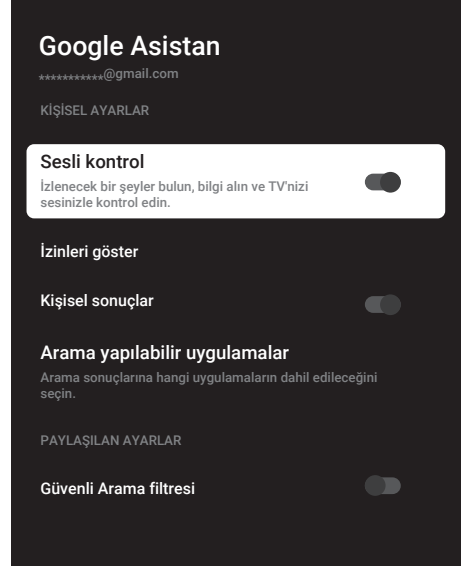 Google Asistan
***********@gmail.com
KİŞİSEL AYARLAR
Sesli kontrol
İzlenecek bir şeyler bulun, bilgi alın ve TV'nizi
sesinizle kontrol edin.
İzinleri göster
Kişisel sonuçlar
Arama yapılabilir uygulamalar
Arama sonuçlarına hangi uygulamaların dahil edileceğini
seçin.
PAYLAŞILAN AYARLAR
Güvenli Arama filtresi